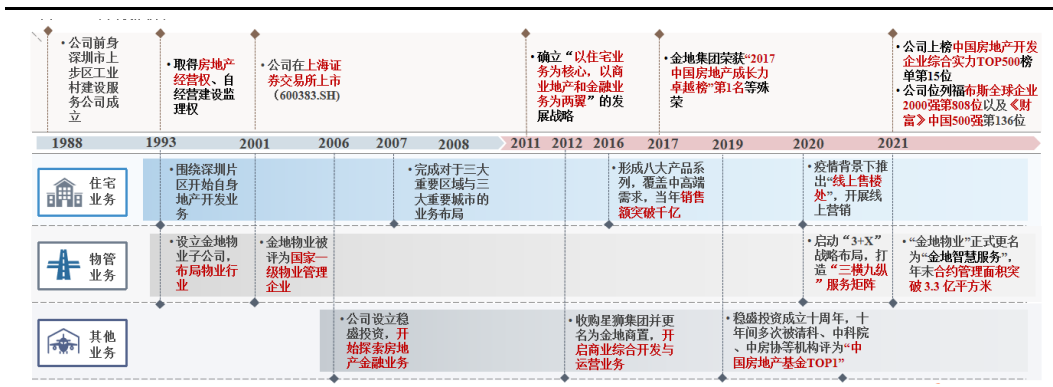 • 公司前身
深圳市上
步区工业
村建设服
务公司成
立
• 取得房地产
经营权、自
经营建设监
理权
• 公司在上海证
券交易所上市
（600383.SH）
• 确立“以住宅业
务为核心，以商
业地产和金融业
务为两翼”的发
展战略
• 金地集团荣获“2017
中国房地产成长力
卓越榜”第1名等殊
荣
• 公司上榜中国房地产开发
企业综合实力TOP500榜
单第15位
• 公司位列福布斯全球企业
2000强第808位以及《财
富》中国500强第136位
1988 1993 2001 2006 2007 2008 2011 2012 2016 2017 2019 2020 2021
住宅
业务
• 围绕深圳片
区开始自身
地产开发业
务
• 完成对于三大
重要区域与三
大重要城市的
业务布局
• 形成八大产品系
列，覆盖中高端
需求，当年销售
额突破千亿
• 疫情背景下推
出“线上售楼
处”，开展线
上营销
物管
业务
• 设立金地物
业子公司，
布局物业行
业
• 金地物业被
评为国家一
级物业管理
企业
• 启动“3+X”
战略布局，打
造“三横九纵
”服务矩阵
• “金地物业”正式更名
为“金地智慧服务”，
年末合约管理面积突
破 3.3 亿平方米
其他
业务
• 公司设立稳
盛投资，开
始探索房地
产金融业务
• 收购星狮集团并更
名为金地商置，开
启商业综合开发与
运营业务
• 稳盛投资成立十周年，十
年间多次被清科、中科院
、中房协等机构评为“中
国房地产基金TOP1”